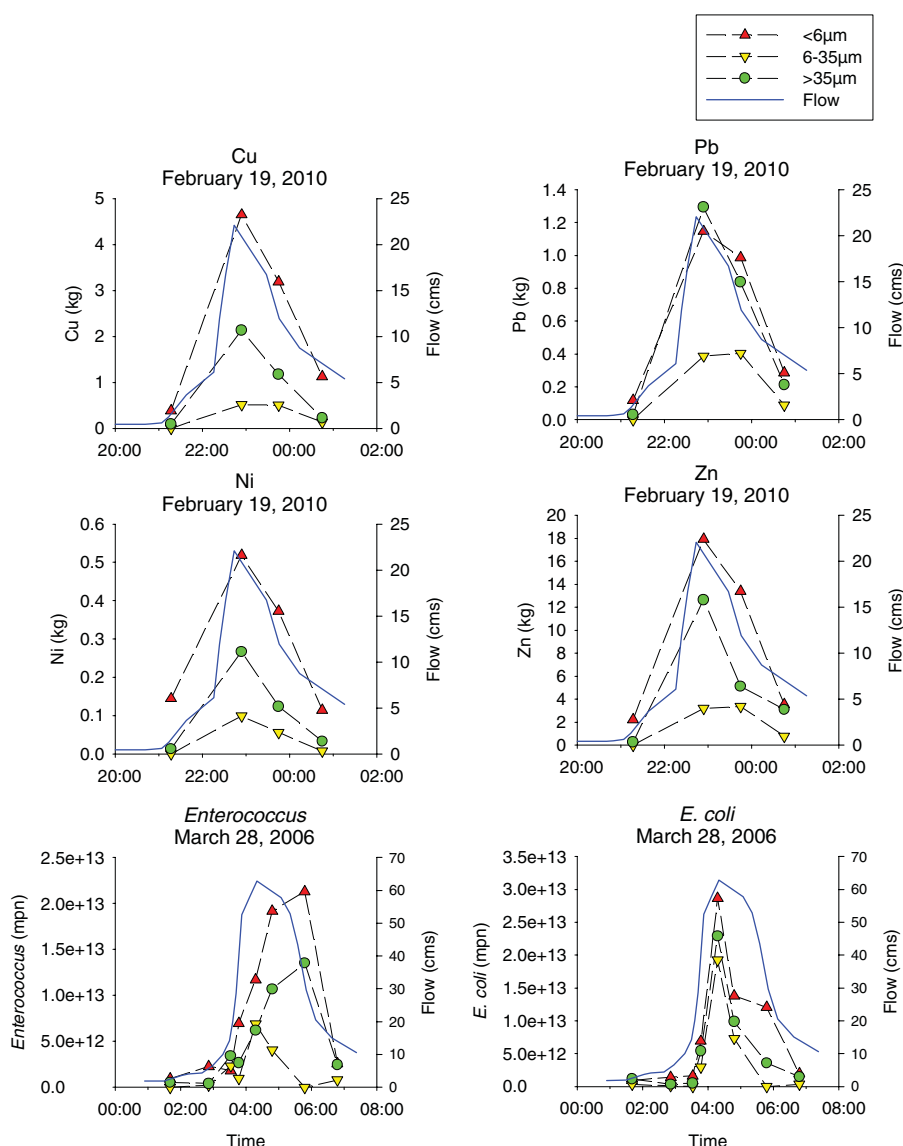 <6µm
6-35µm
>35µm
Flow
Cu
February 19, 2010
Cu (kg)
5
4
3
2
1
0
25
20
15
10
5
0
Flow (cms)
20:00 22:00 00:00 02:00
Pb
February 19, 2010
Pb (kg)
1.4
1.2
1.0
0.8
0.6
0.4
0.2
0.0
25
20
15
10
5
0
Flow (cms)
20:00 22:00 00:00 02:00
Ni
February 19, 2010
Ni (kg)
0.6
0.5
0.4
0.3
0.2
0.1
0.0
25
20
15
10
5
0
Flow (cms)
20:00 22:00 00:00 02:00
Zn
February 19, 2010
Zn (kg)
20
18
16
14
12
10
8
6
4
2
0
25
20
15
10
5
0
Flow (cms)
20:00 22:00 00:00 02:00
Enterococcus
March 28, 2006
Enterococcus (mpn)
2.5e+13
2.0e+13
1.5e+13
1.0e+13
5.0e+12
0.0
70
60
50
40
30
20
10
0
Flow (cms)
00:00 02:00 04:00 06:00 08:00
Time
E. coli
March 28, 2006
E. coli (mpn)
3.5e+13
3.0e+13
2.5e+13
2.0e+13
1.5e+13
1.0e+13
5.0e+12
0.0
70
60
50
40
30
20
10
0
Flow (cms)
00:00 02:00 04:00 06:00 08:00
Time